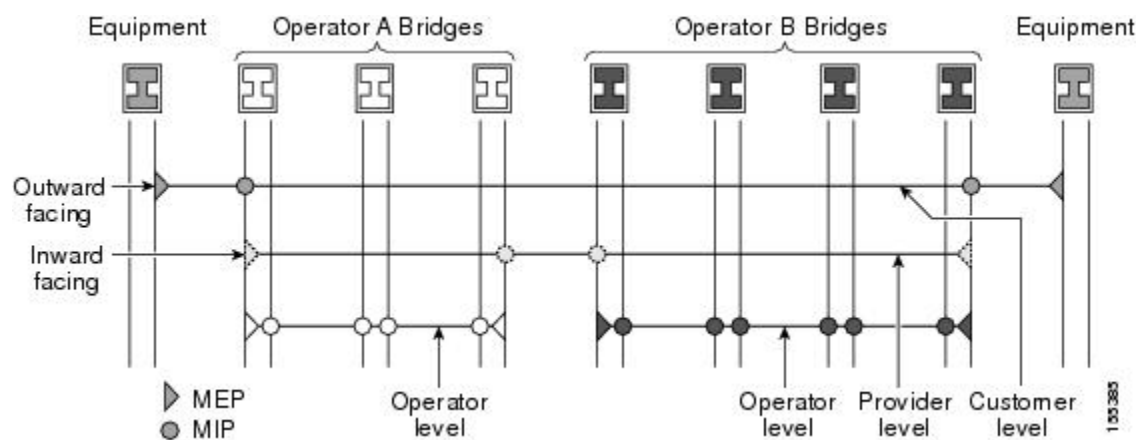 Equipment
Operator A Bridges
Operator B Bridges
Equipment
Outward
facing
Inward
facing
MEP
MIP
Operator
level
Operator
level
Provider
level
Customer
level
155385